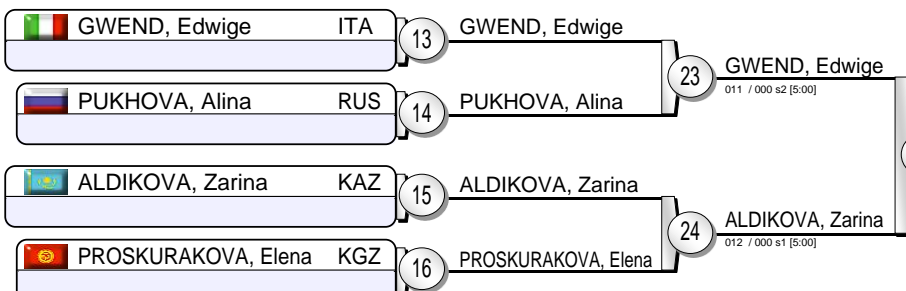 GWEND, Edwige ITA
13
GWEND, Edwige
23
GWEND, Edwige
011 / 000 s2 [5:00]
PUKHOVA, Alina RUS
14
PUKHOVA, Alina
ALDIKOVA, Zarina KAZ
15
ALDIKOVA, Zarina
24
ALDIKOVA, Zarina
012 / 000 s1 [5:00]
PROSKURAKOVA, Elena KGZ
16
PROSKURAKOVA, Elena